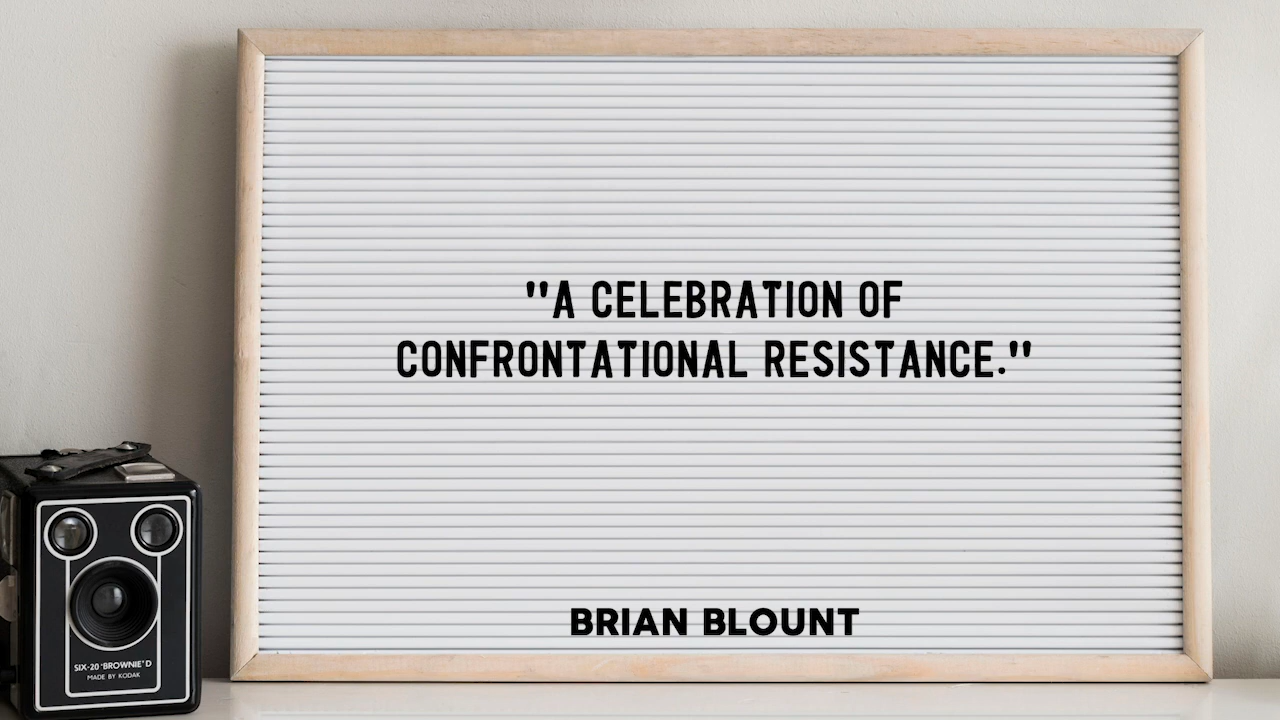 "A CELEBRATION OF
CONFRONTATIONAL RESISTANCE."
BRIAN BLOUNT
SIX-20 'BROWNIE' D
MADE BY KODAK